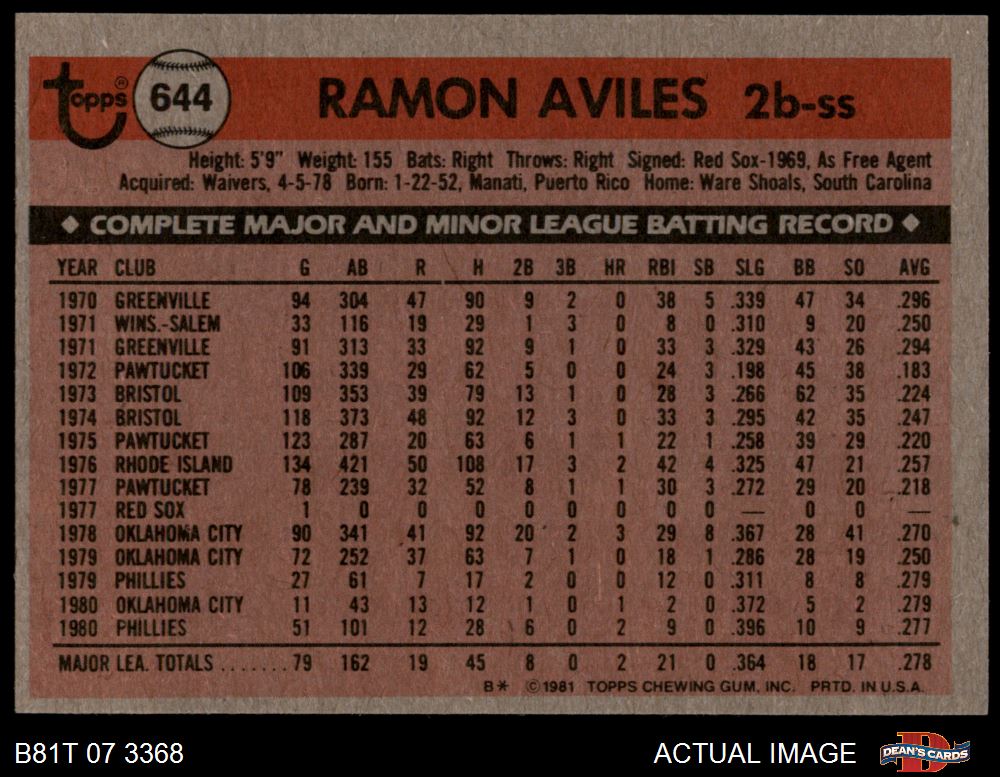 Topps® 644 RAMON AVILES 2b-ss
Height: 5'9" Weight: 155 Bats: Right Throws: Right Signed: Red Sox-1969, As Free Agent
Acquired: Waivers, 4-5-78 Born: 1-22-52, Manati, Puerto Rico Home: Ware Shoals, South Carolina
◆ COMPLETE MAJOR AND MINOR LEAGUE BATTING RECORD ◆
YEAR CLUB G AB R H 2B 3B HR RBI SB SLG BB SO AVG
1970 GREENVILLE 94 304 47 90 9 2 0 38 5 .339 47 34 .296
1971 WINS.-SALEM 33 116 19 29 1 3 0 8 0 .310 9 20 .250
1971 GREENVILLE 91 313 33 92 9 1 0 33 3 .329 43 26 .294
1972 PAWTUCKET 106 339 29 62 5 0 0 24 3 .198 45 38 .183
1973 BRISTOL 109 353 39 79 13 1 0 28 3 .266 62 35 .224
1974 BRISTOL 118 373 48 92 12 3 0 33 3 .295 42 35 .247
1975 PAWTUCKET 123 287 20 63 6 1 1 22 1 .258 39 29 .220
1976 RHODE ISLAND 134 421 50 108 17 3 2 42 4 .325 47 21 .257
1977 PAWTUCKET 78 239 32 52 8 1 1 30 3 .272 29 20 .218
1977 RED SOX 1 0 0 0 0 0 0 0 0 — 0 0 —
1978 OKLAHOMA CITY 90 341 41 92 20 2 3 29 8 .367 28 41 .270
1979 OKLAHOMA CITY 72 252 37 63 7 1 0 18 1 .286 28 19 .250
1979 PHILLIES 27 61 7 17 2 0 0 12 0 .311 8 8 .279
1980 OKLAHOMA CITY 11 43 13 12 1 0 1 2 0 .372 5 2 .279
1980 PHILLIES 51 101 12 28 6 0 2 9 0 .396 10 9 .277
MAJOR LEA. TOTALS ....... 79 162 19 45 8 0 2 21 0 .364 18 17 .278
B* ©1981 TOPPS CHEWING GUM, INC. PRTD. IN U.S.A.
B81T 07 3368 ACTUAL IMAGE DEAN'S CARDS